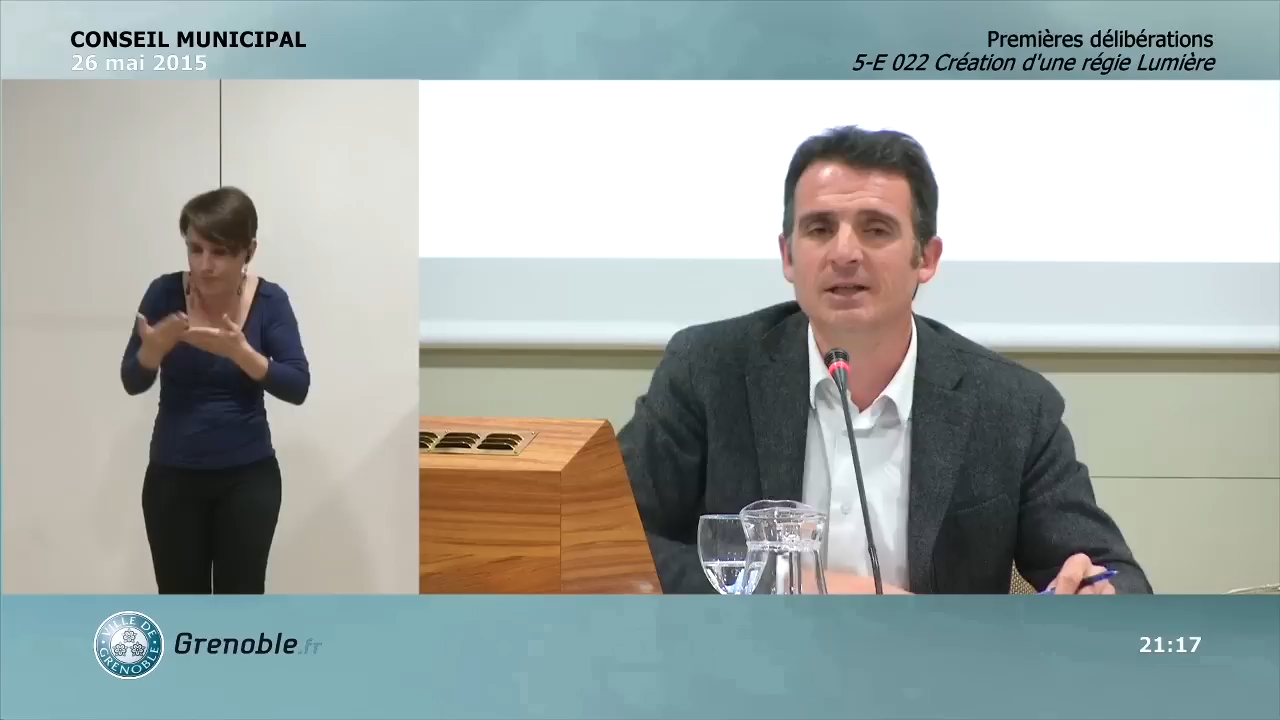 CONSEIL MUNICIPAL
26 mai 2015
Premières délibérations
5-E 022 Création d'une régie Lumière
VILLE DE GRENOBLE
Grenoble.fr
21:17